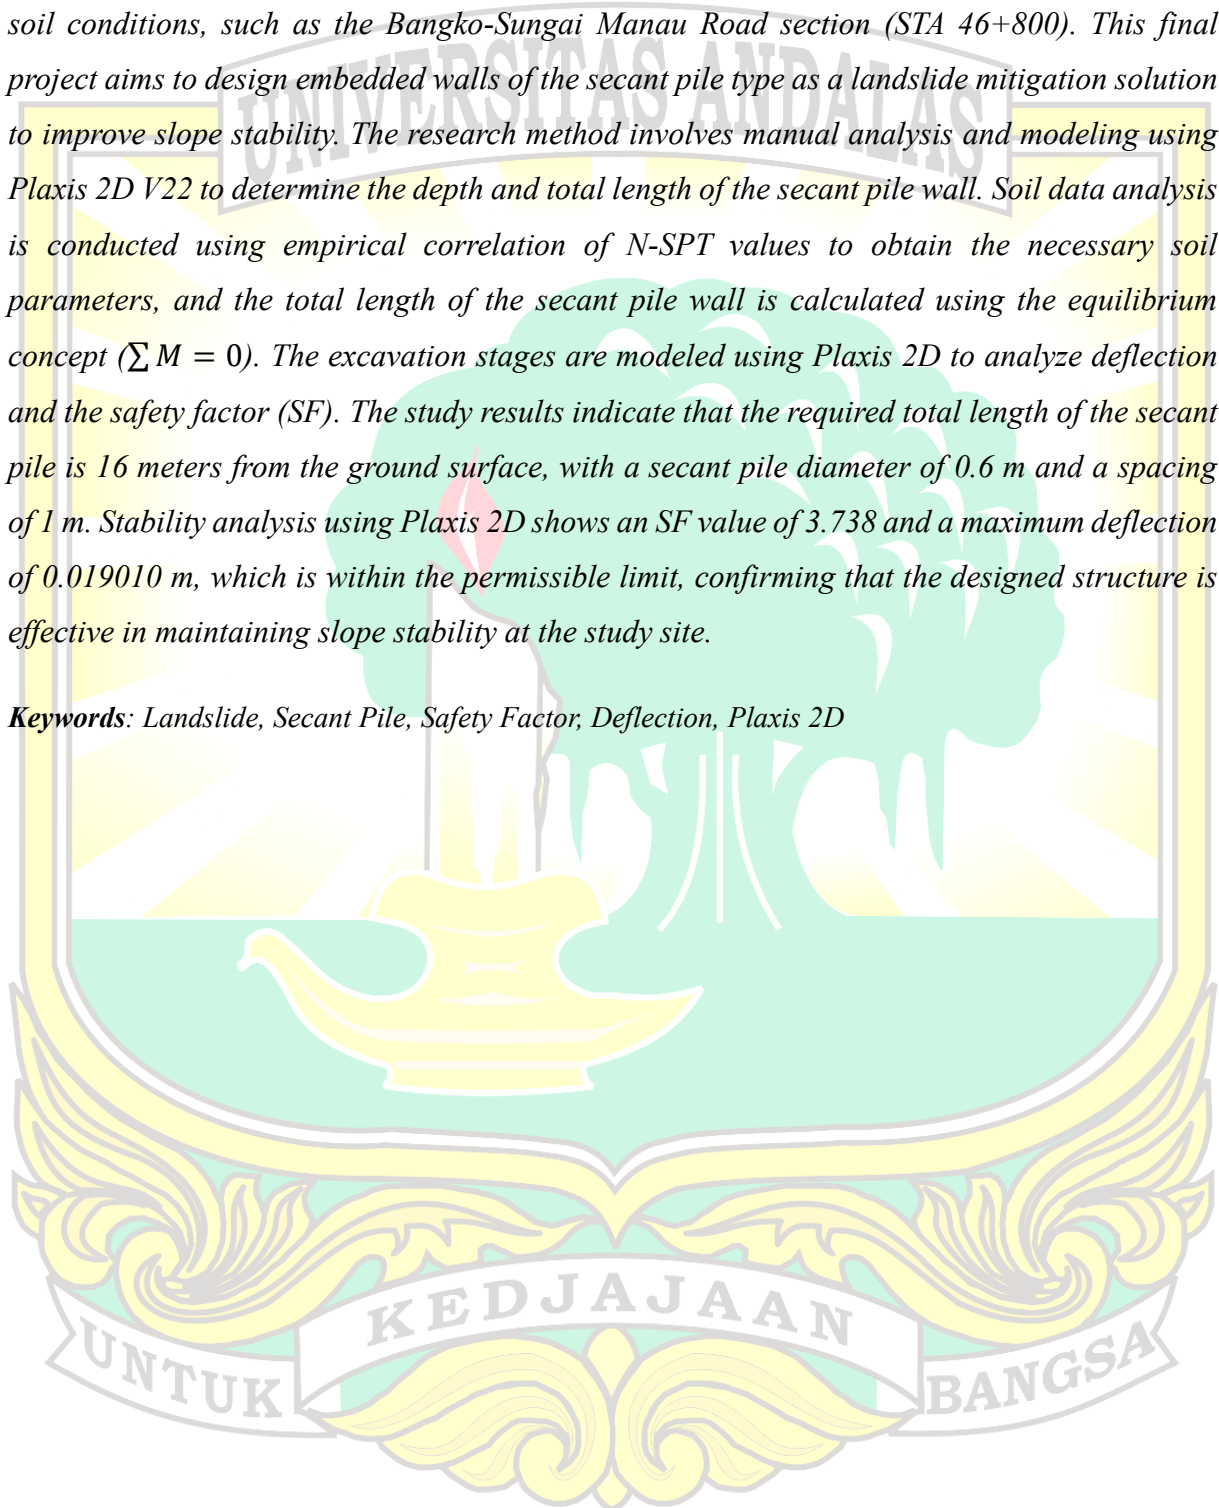 soil conditions, such as the Bangko-Sungai Manau Road section (STA 46+800). This final
project aims to design embedded walls of the secant pile type as a landslide mitigation solution
to improve slope stability. The research method involves manual analysis and modeling using
Plaxis 2D V22 to determine the depth and total length of the secant pile wall. Soil data analysis
is conducted using empirical correlation of N-SPT values to obtain the necessary soil
parameters, and the total length of the secant pile wall is calculated using the equilibrium
concept (∑ M = 0). The excavation stages are modeled using Plaxis 2D to analyze deflection
and the safety factor (SF). The study results indicate that the required total length of the secant
pile is 16 meters from the ground surface, with a secant pile diameter of 0.6 m and a spacing
of 1 m. Stability analysis using Plaxis 2D shows an SF value of 3.738 and a maximum deflection
of 0.019010 m, which is within the permissible limit, confirming that the designed structure is
effective in maintaining slope stability at the study site.
Keywords: Landslide, Secant Pile, Safety Factor, Deflection, Plaxis 2D
UNIVERSITAS ANDALAS
UNTUK KEDJAJAAN BANGSA